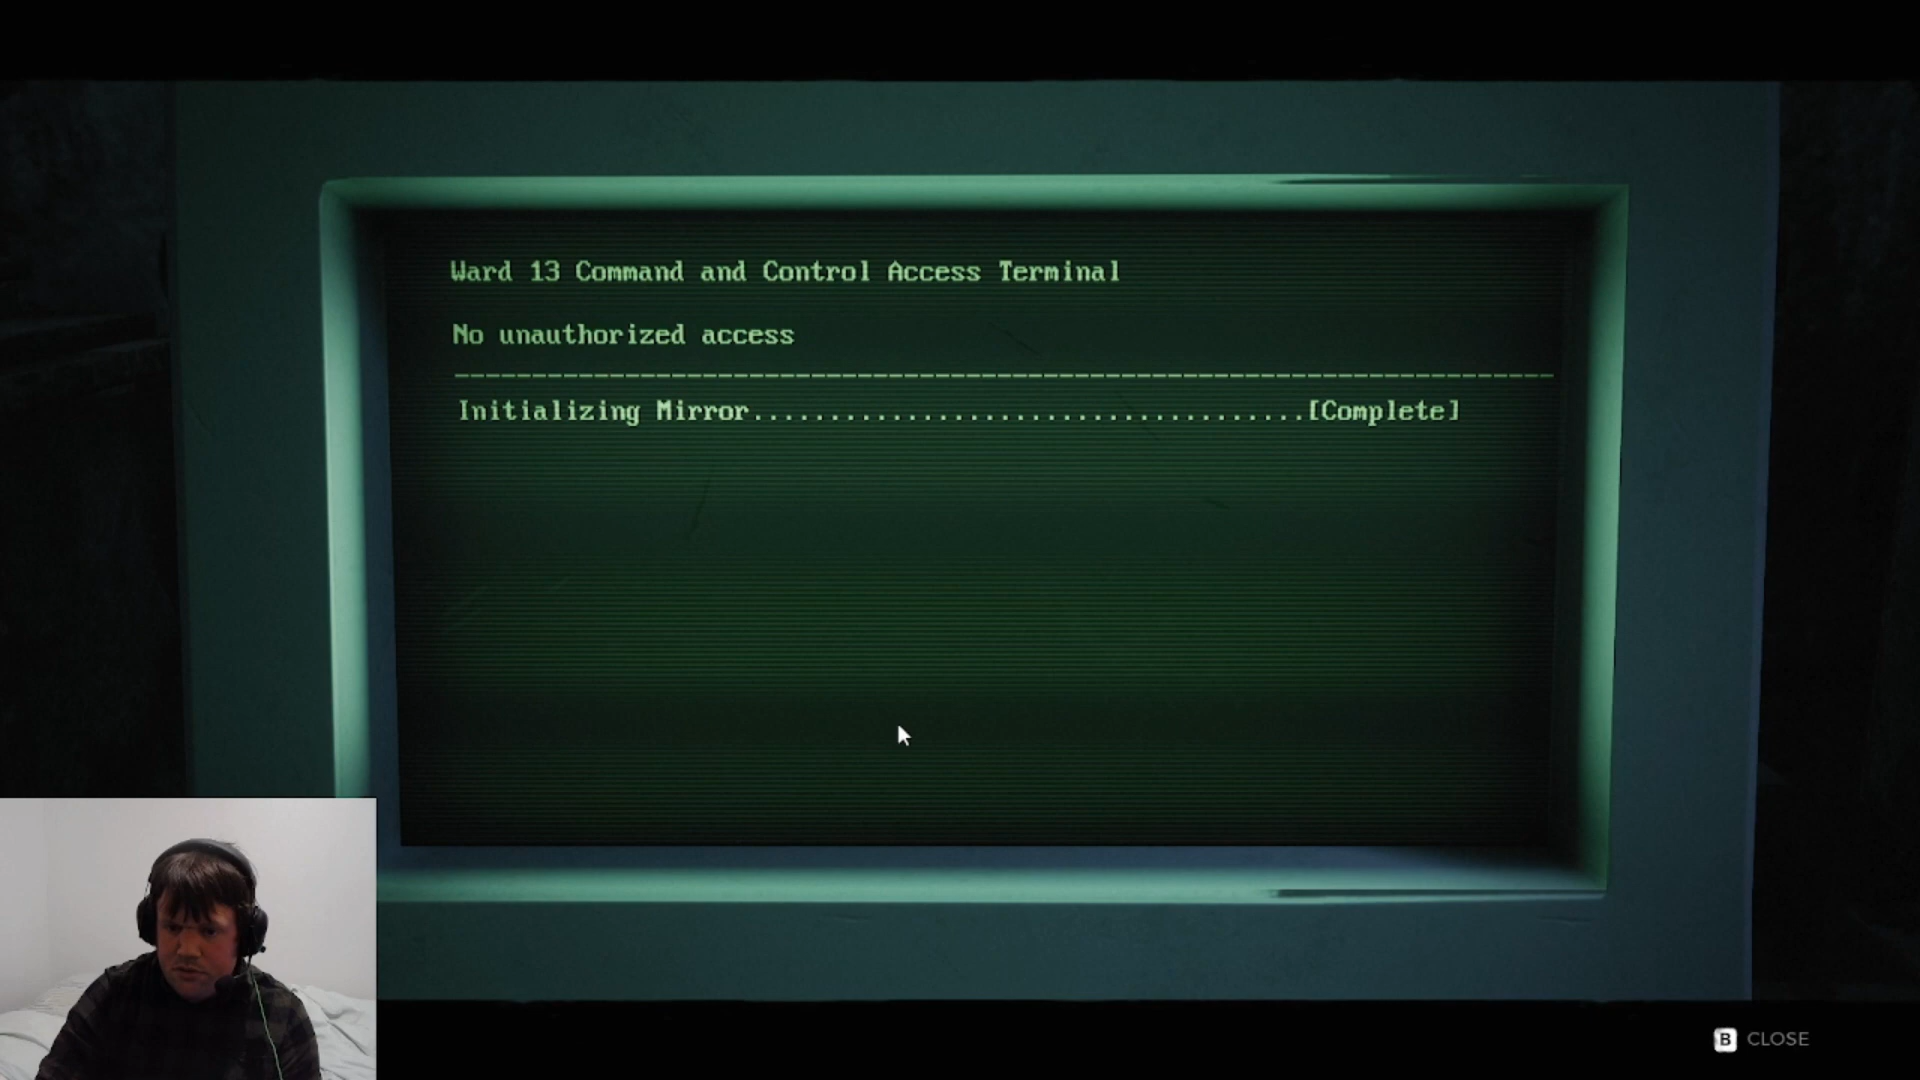 Ward 13 Command and Control Access Terminal
No unauthorized access
-----------------------------------------------------------------------
Initializing Mirror....................................[Complete]
B CLOSE